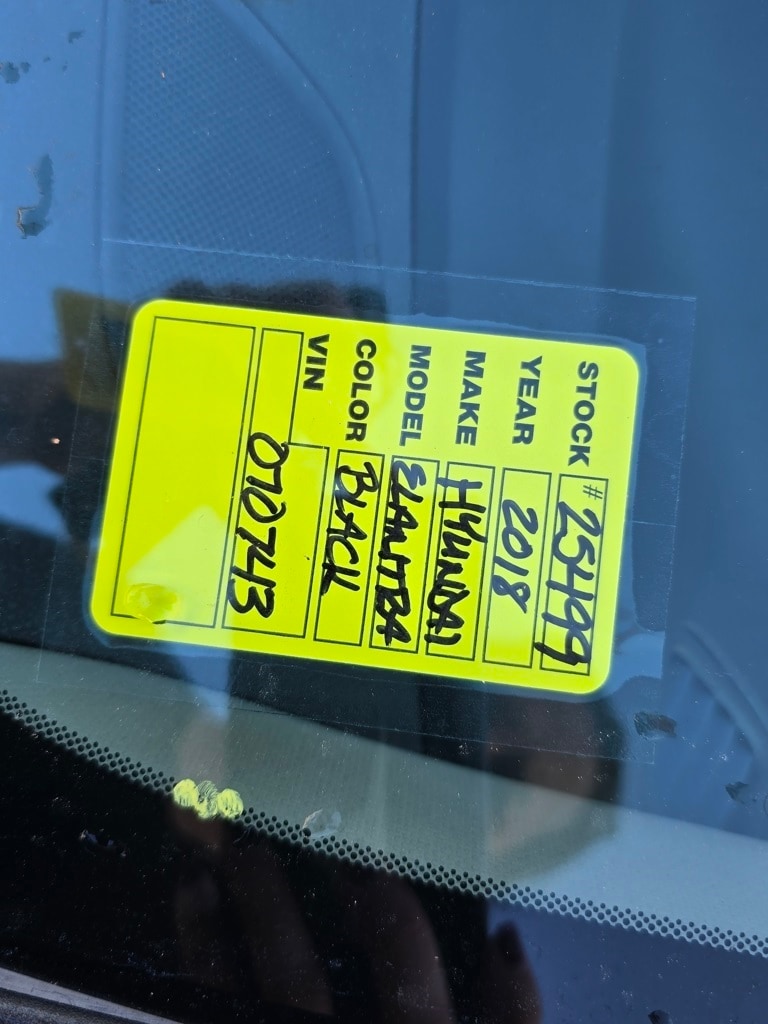 STOCK # 25499
YEAR 2018
MAKE HYUNDAI
MODEL ELANTRA
COLOR BLACK
VIN
070743